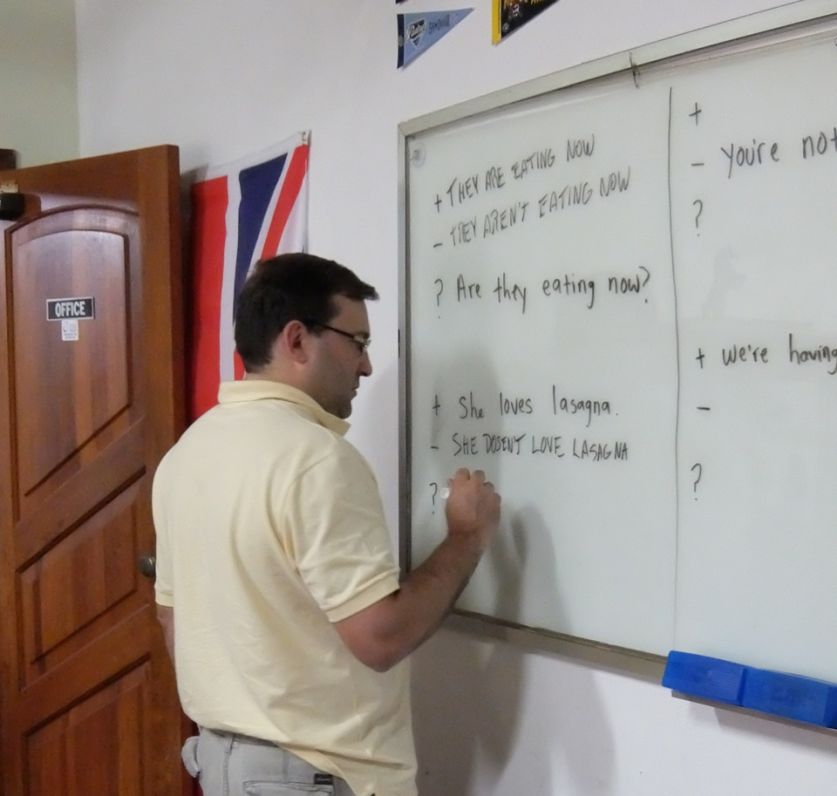 OFFICE
+ THEY ARE EATING NOW
- THEY AREN'T EATING NOW
? Are they eating now?
+ She loves lasagna.
- SHE DOSENT LOVE LASAGNA
?
+
- you're not
?
+ we're having
-
?